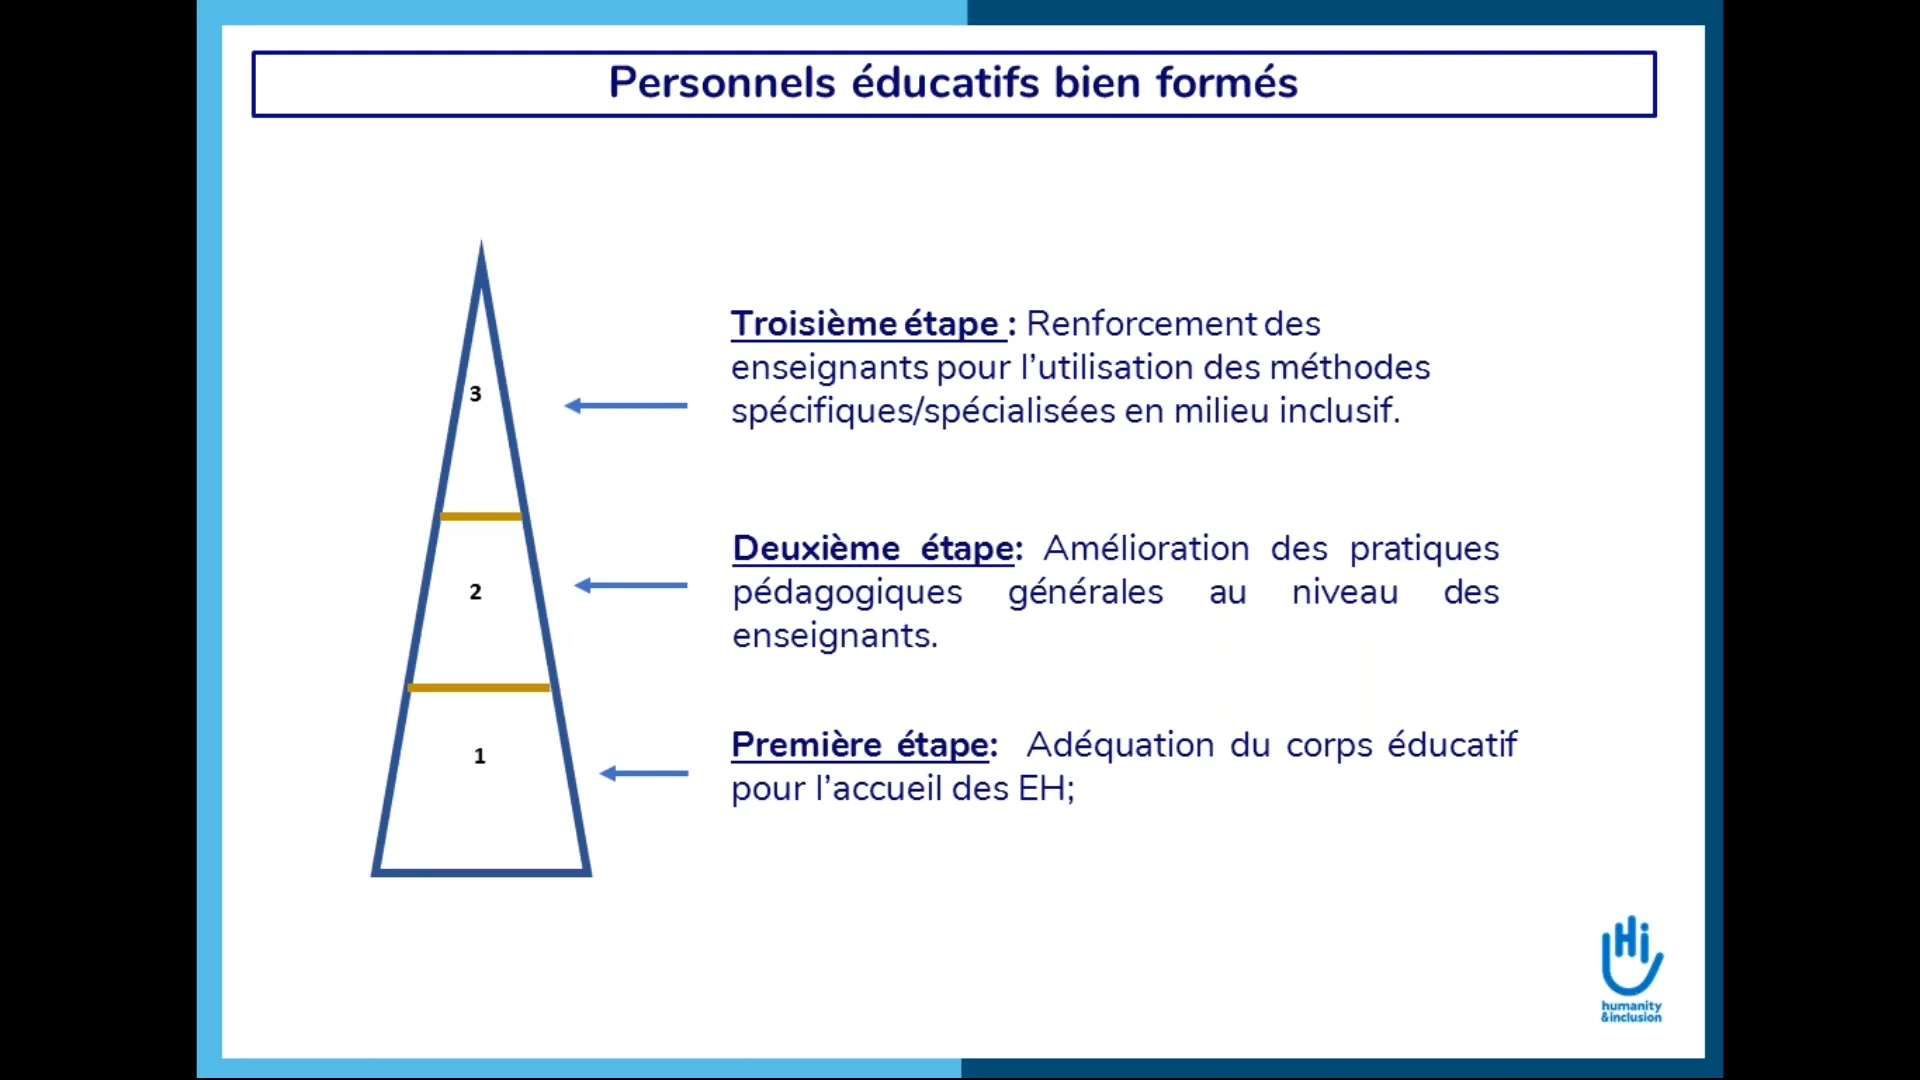 Personnels éducatifs bien formés
3
Troisième étape : Renforcement des
enseignants pour l’utilisation des méthodes
spécifiques/spécialisées en milieu inclusif.
2
Deuxième étape: Amélioration des pratiques
pédagogiques générales au niveau des
enseignants.
1
Première étape: Adéquation du corps éducatif
pour l’accueil des EH;
Hi
humanity
&inclusion